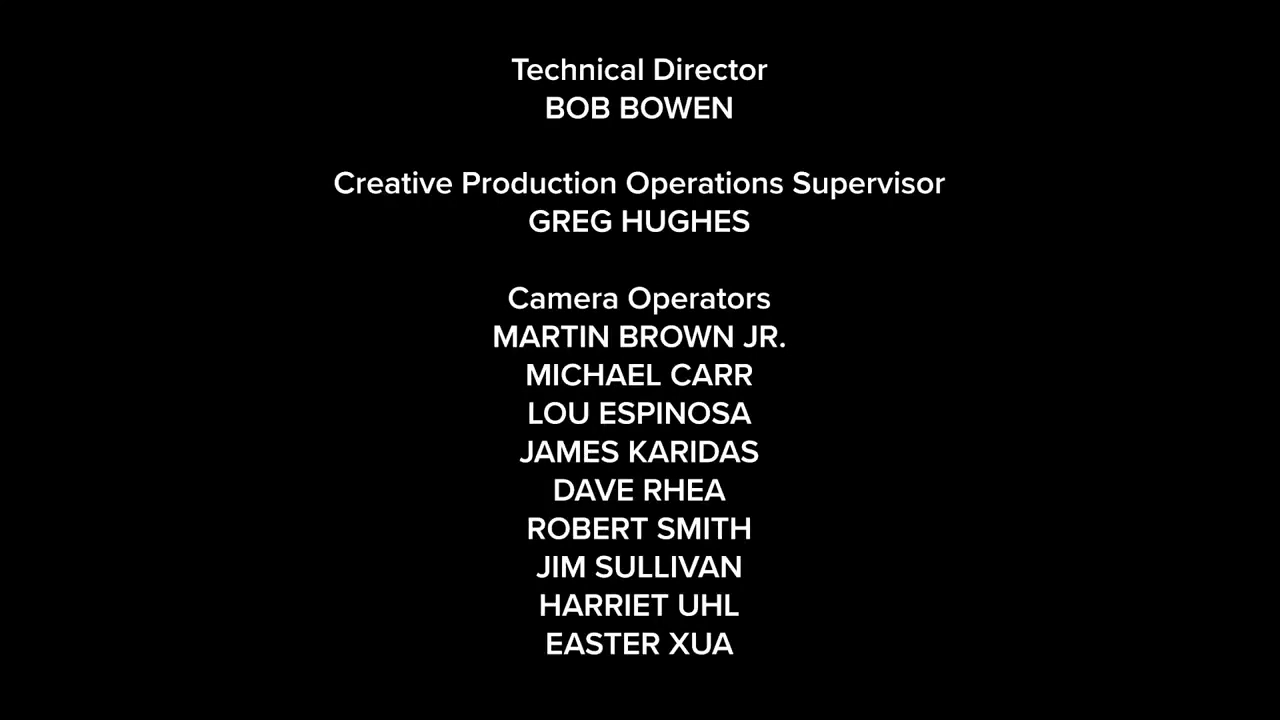 Technical Director
BOB BOWEN
Creative Production Operations Supervisor
GREG HUGHES
Camera Operators
MARTIN BROWN JR.
MICHAEL CARR
LOU ESPINOSA
JAMES KARIDAS
DAVE RHEA
ROBERT SMITH
JIM SULLIVAN
HARRIET UHL
EASTER XUA